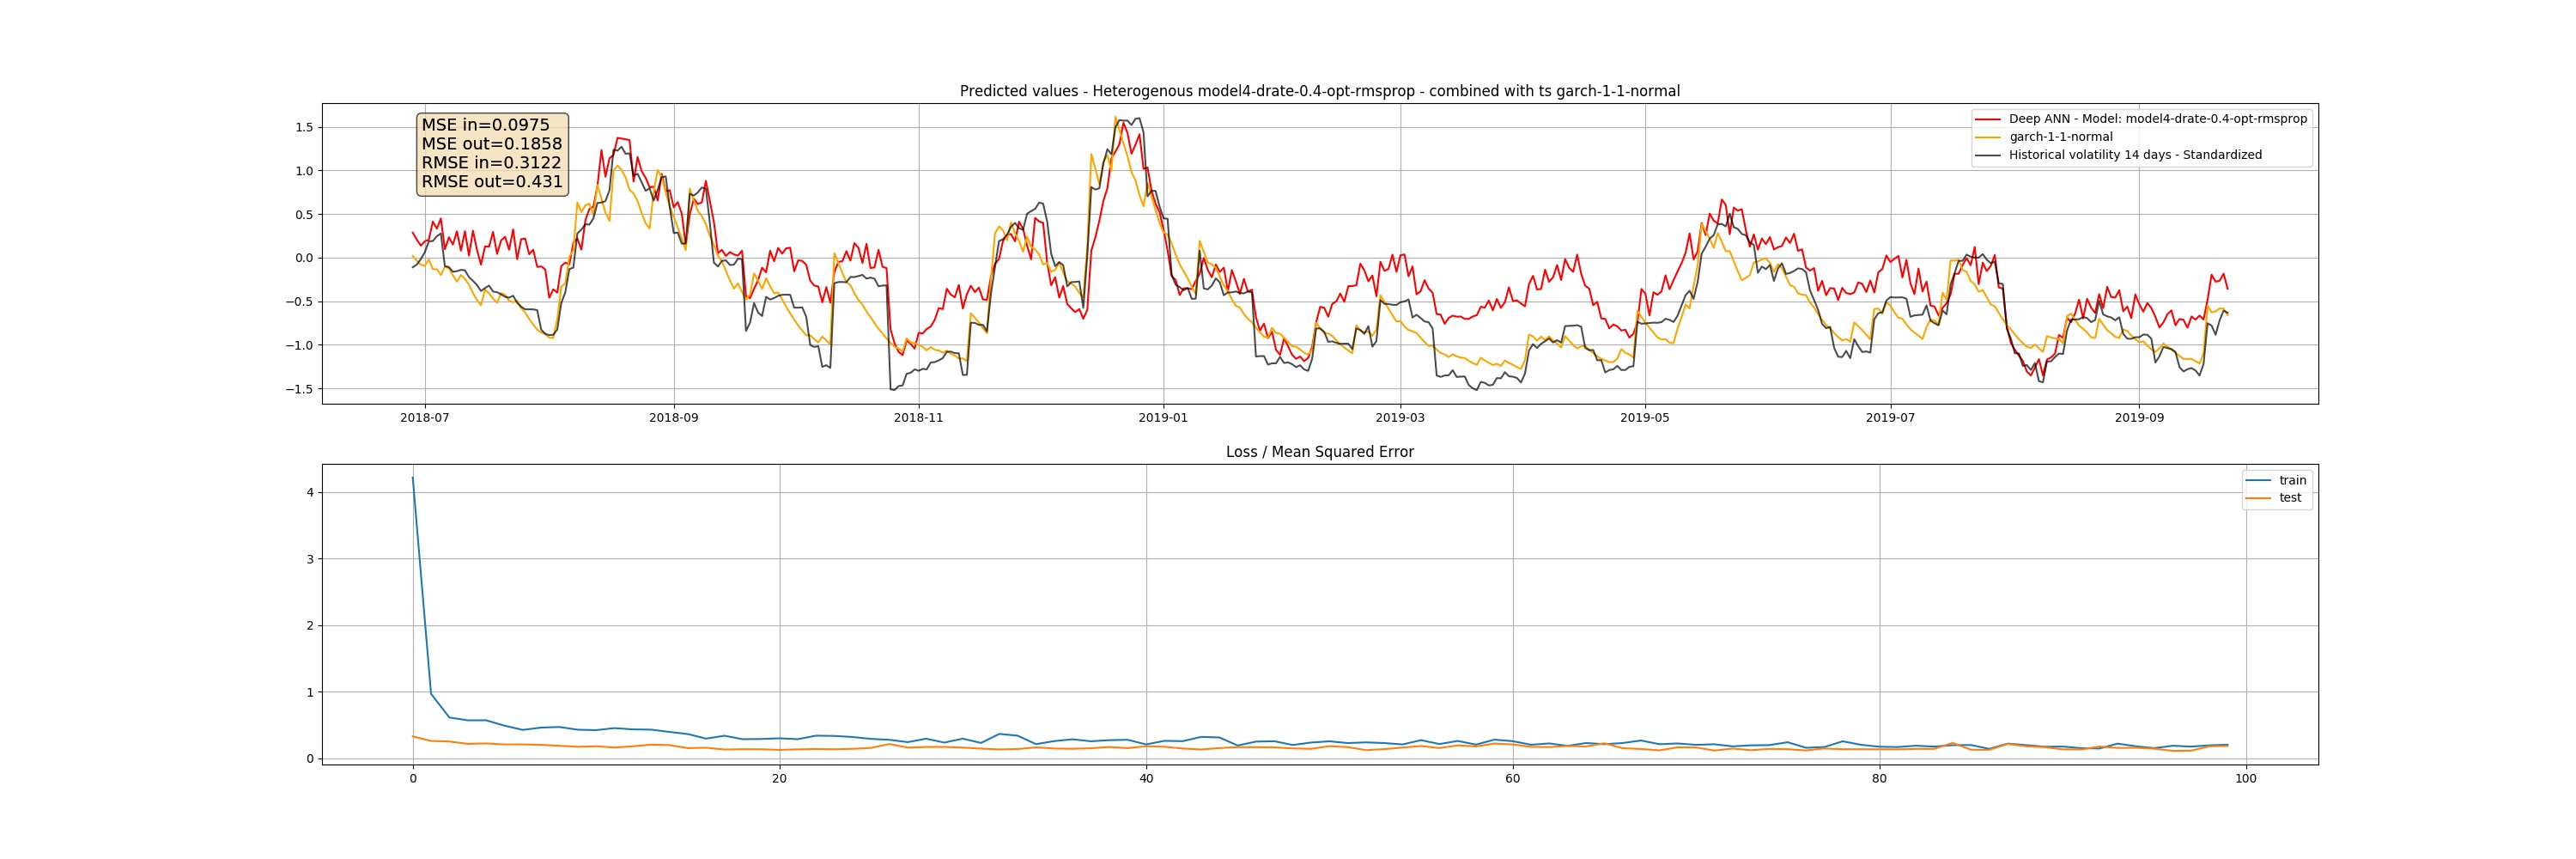 Predicted values - Heterogenous model4-drate-0.4-opt-rmsprop - combined with ts garch-1-1-normal
MSE in=0.0975
MSE out=0.1858
RMSE in=0.3122
RMSE out=0.431
Deep ANN - Model: model4-drate-0.4-opt-rmsprop
garch-1-1-normal
Historical volatility 14 days - Standardized
1.5
1.0
0.5
0.0
−0.5
−1.0
−1.5
2018-07 2018-09 2018-11 2019-01 2019-03 2019-05 2019-07 2019-09
Loss / Mean Squared Error
train
test
4
3
2
1
0
0 20 40 60 80 100